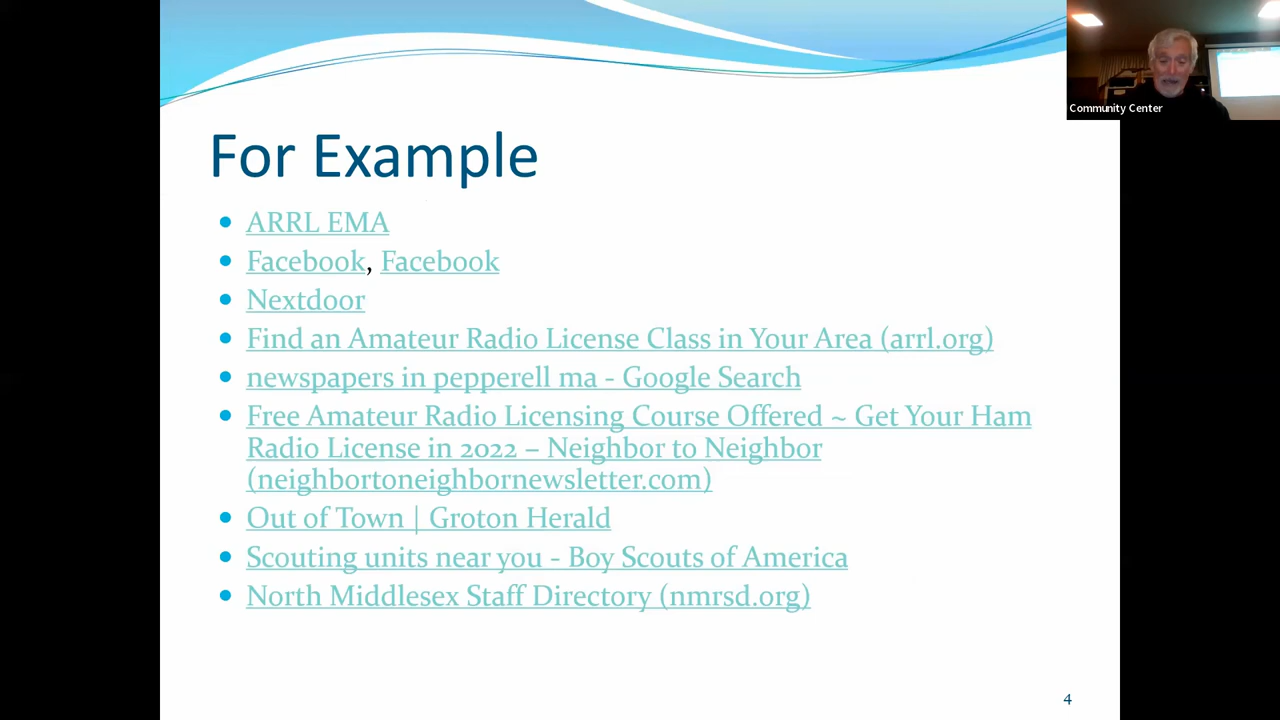 Community Center
For Example
ARRL EMA
Facebook, Facebook
Nextdoor
Find an Amateur Radio License Class in Your Area (arrl.org)
newspapers in pepperell ma - Google Search
Free Amateur Radio Licensing Course Offered ~ Get Your Ham
Radio License in 2022 – Neighbor to Neighbor
(neighbortoneighbornewsletter.com)
Out of Town | Groton Herald
Scouting units near you - Boy Scouts of America
North Middlesex Staff Directory (nmrsd.org)
4